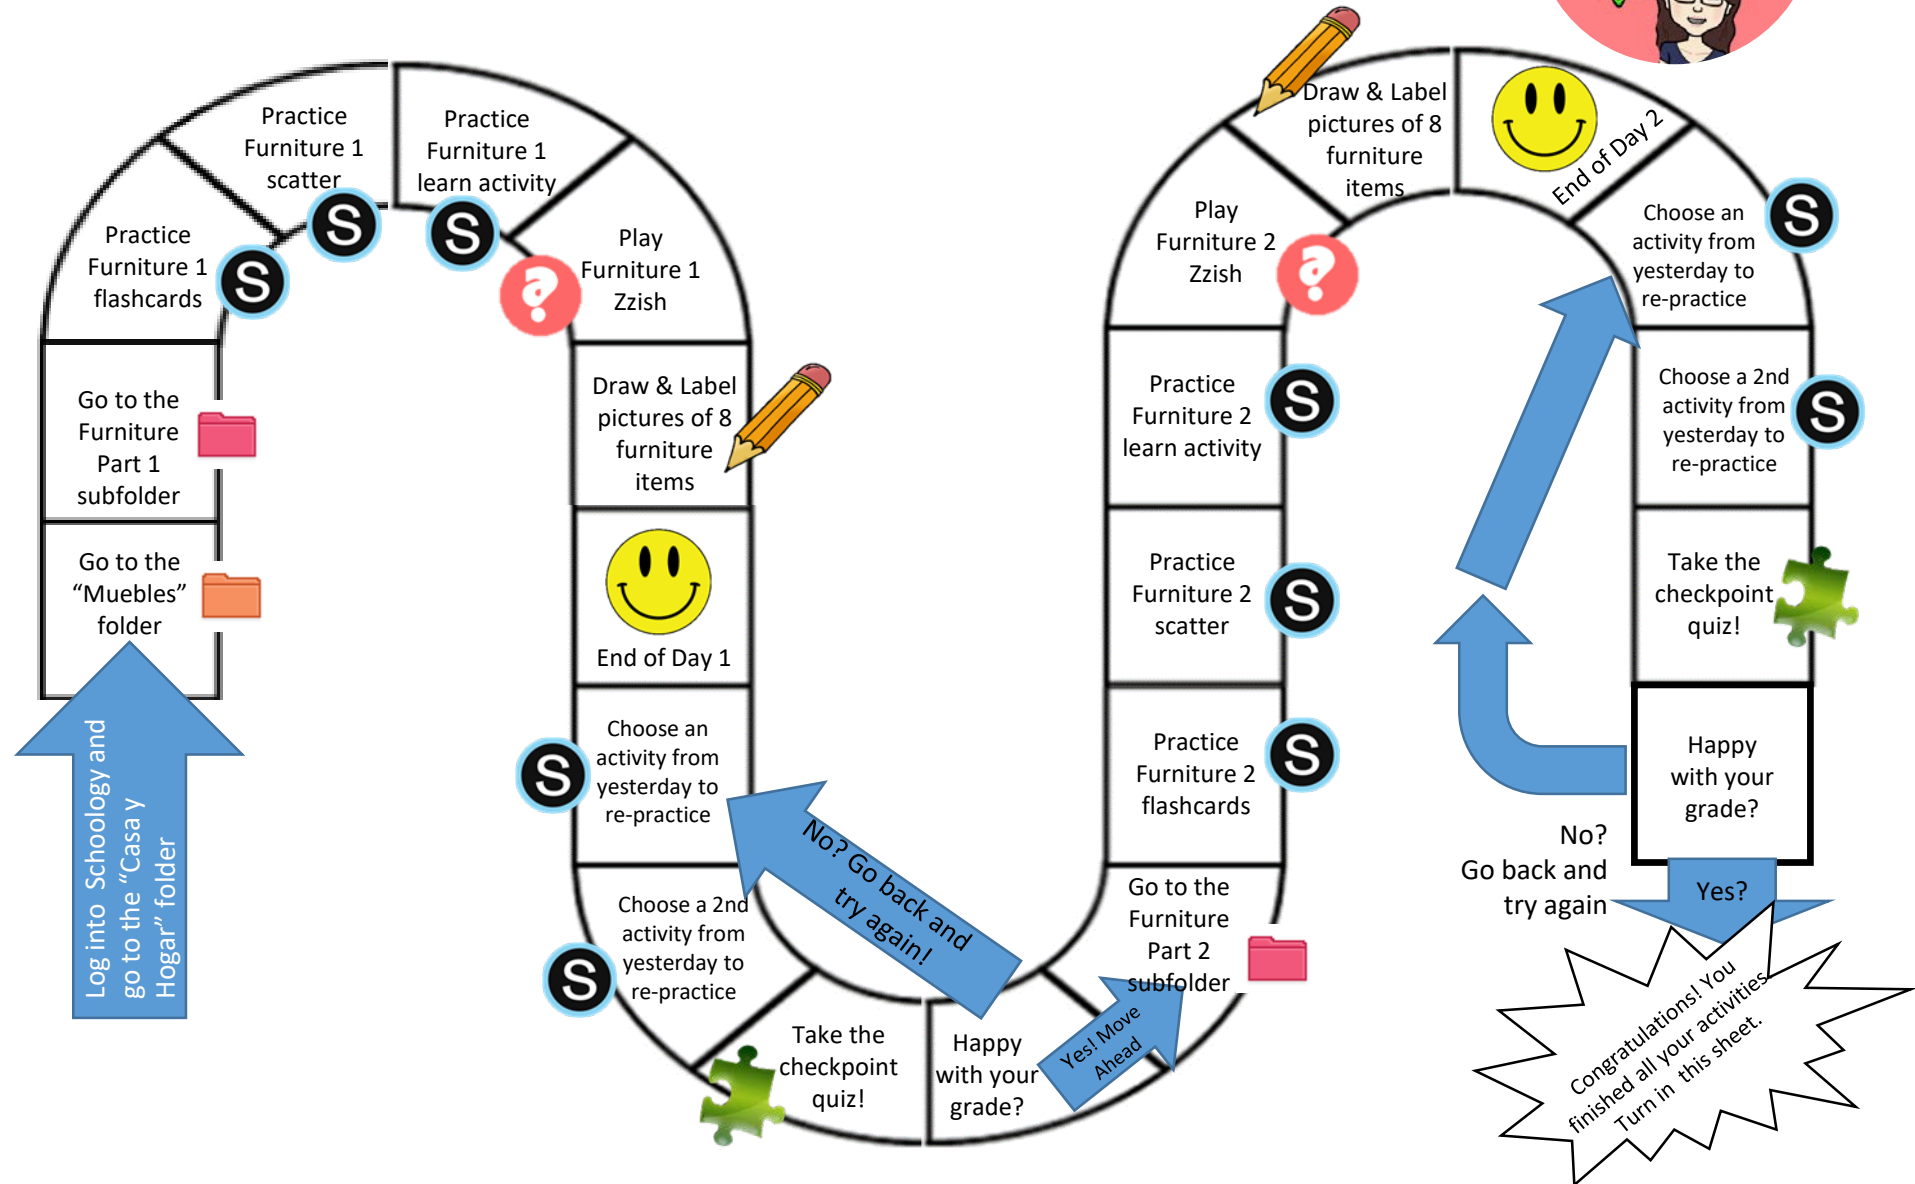 Log into  Schoology and
go to the “Casa y
Hogar” folder
Go to the
“Muebles”
folder
Go to the
Furniture
Part 1
subfolder
Practice
Furniture 1
flashcards
S
Practice
Furniture 1
scatter
S
Practice
Furniture 1
learn activity
S
Play
Furniture 1
Zzish
?
Draw & Label
pictures of 8
furniture
items
End of Day 1
Choose an
activity from
yesterday to
re-practice
S
Choose a 2nd
activity from
yesterday to
re-practice
S
Take the
checkpoint
quiz!
Happy
with your
grade?
No? Go back and
try again!
Yes! Move
Ahead
Go to the
Furniture
Part 2
subfolder
Practice
Furniture 2
flashcards
S
Practice
Furniture 2
scatter
S
Practice
Furniture 2
learn activity
S
Play
Furniture 2
Zzish
?
Draw & Label
pictures of 8
furniture
items
End of Day 2
Choose an
activity from
yesterday to
re-practice
S
Choose a 2nd
activity from
yesterday to
re-practice
S
Take the
checkpoint
quiz!
Happy
with your
grade?
No?
Go back and
try again
Yes?
Congratulations! You
finished all your activities.
Turn in  this sheet.